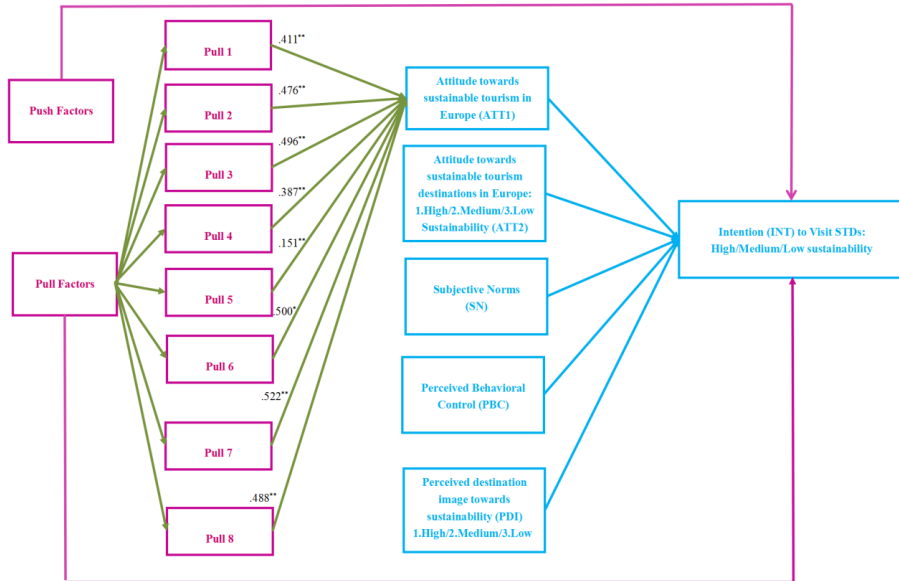 Push Factors
Pull Factors
Pull 1
Pull 2
Pull 3
Pull 4
Pull 5
Pull 6
Pull 7
Pull 8
.411**
.476**
.496**
.387**
.151**
.500*
.522**
.488**
Attitude towards
sustainable tourism in
Europe (ATT1)
Attitude towards
sustainable tourism
destinations in Europe:
1.High/2.Medium/3.Low
Sustainability (ATT2)
Subjective Norms
(SN)
Perceived Behavioral
Control (PBC)
Perceived destination
image towards
sustainability (PDI)
1.High/2.Medium/3.Low
Intention (INT) to Visit STDs:
High/Medium/Low sustainability